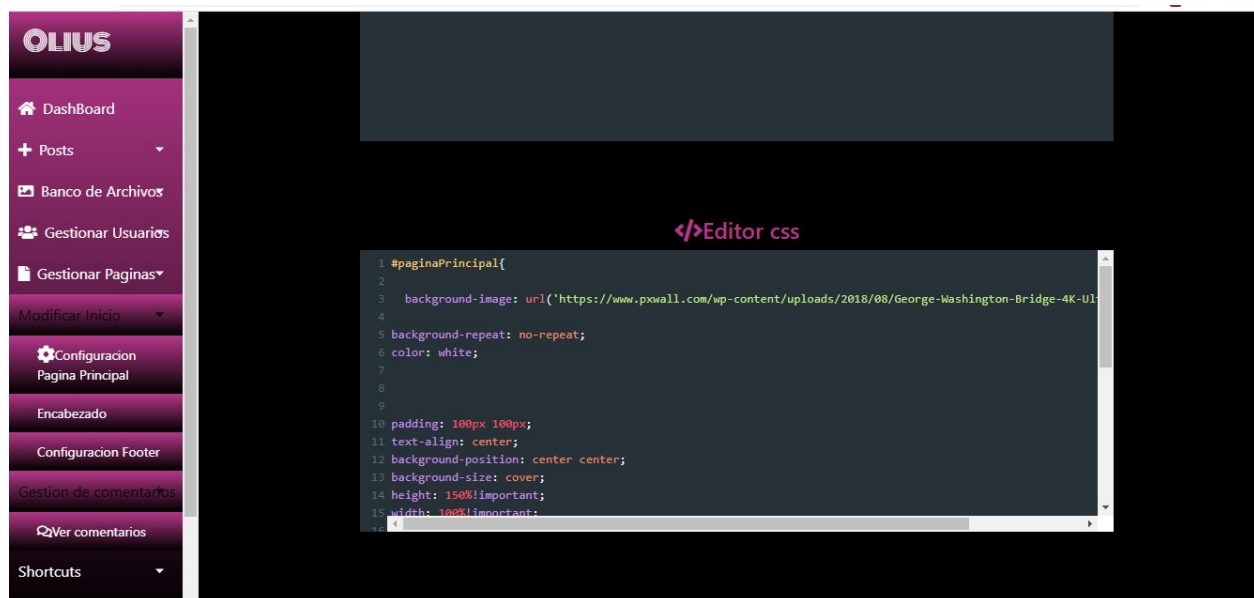 OLIUS
DashBoard
Posts
Banco de Archivos
Gestionar Usuarios
Gestionar Paginas
Modificar Inicio
Configuracion
Pagina Principal
Encabezado
Configuracion Footer
Gestion de comentarios
Ver comentarios
Shortcuts
</>Editor css
1 #paginaPrincipal{
2
3 background-image: url('https://www.pxwall.com/wp-content/uploads/2018/08/George-Washington-Bridge-4K-Ul
4
5 background-repeat: no-repeat;
6 color: white;
7
8
9
10 padding: 100px 100px;
11 text-align: center;
12 background-position: center center;
13 background-size: cover;
14 height: 150%!important;
15 width: 100%!important;
16